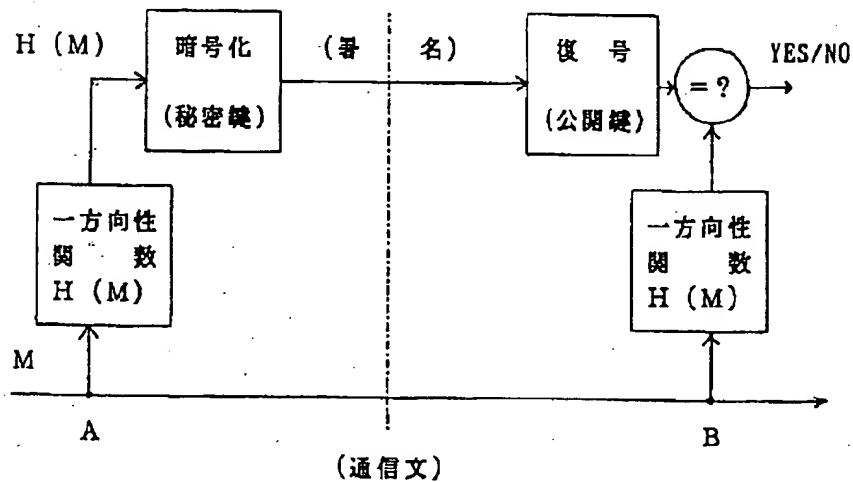 H (M)
暗号化
(秘密鍵)
(署 名)
復 号
(公開鍵)
= ?
YES/NO
一方向性
関 数
H (M)
一方向性
関 数
H (M)
M
A
B
(通信文)